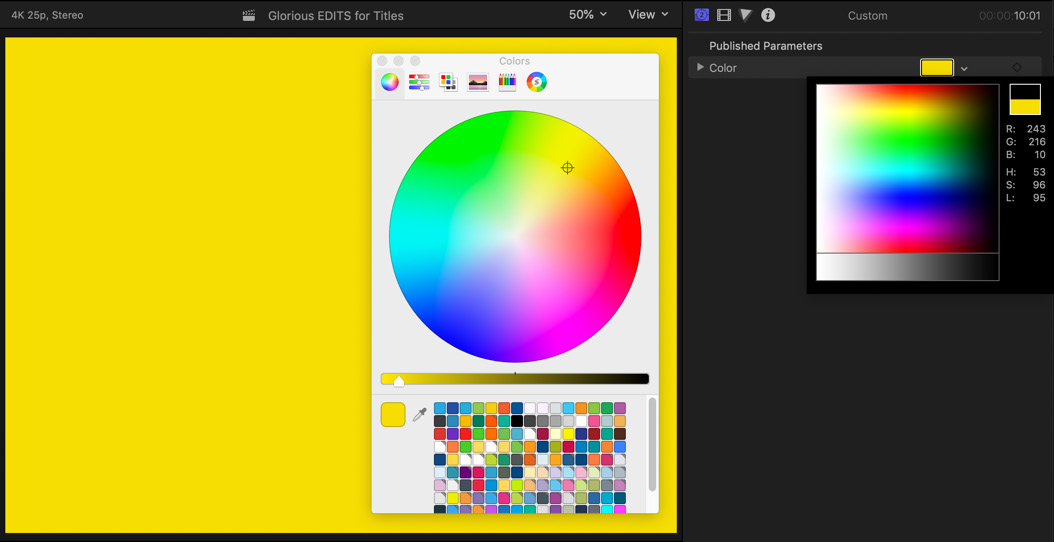 4K 25p, Stereo
Glorious EDITS for Titles
50%
View
Custom
00:00:10:01
Published Parameters
Color
Colors
R: 243
G: 216
B: 10
H: 53
S: 96
L: 95